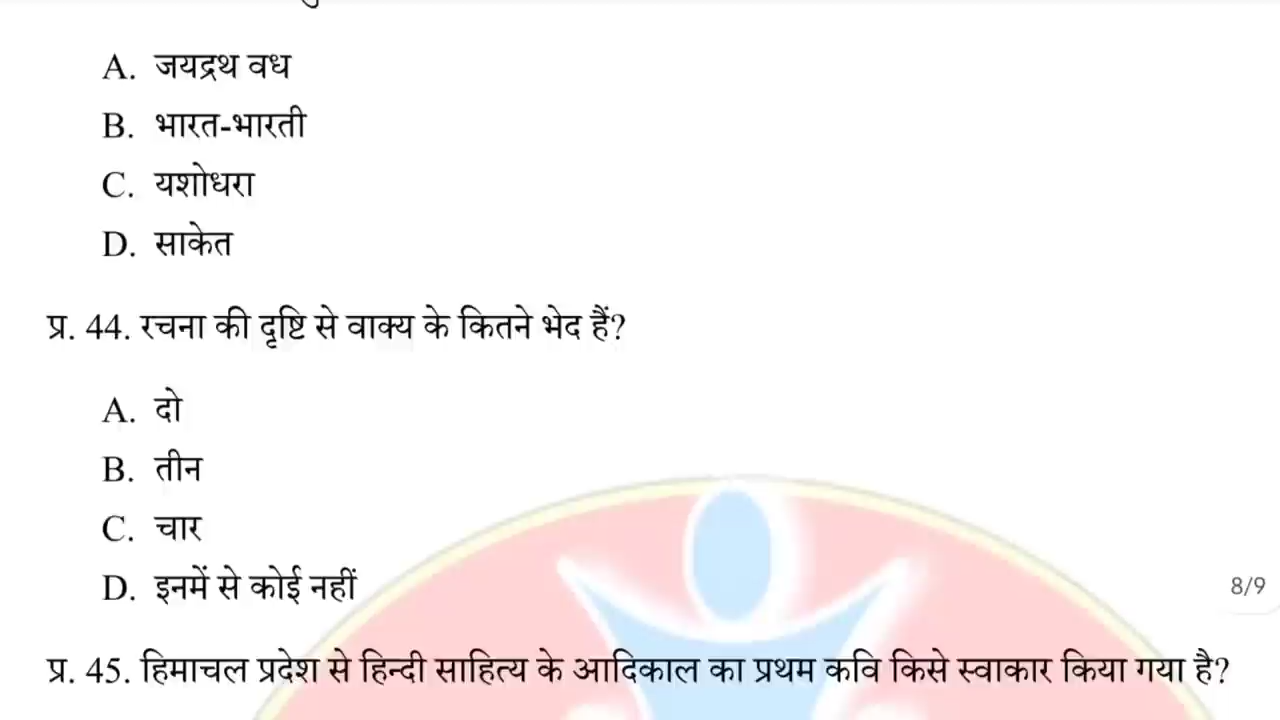 A. जयद्रथ वध
B. भारत-भारती
C. यशोधरा
D. साकेत
प्र. 44. रचना की दृष्टि से वाक्य के कितने भेद हैं?
A. दो
B. तीन
C. चार
D. इनमें से कोई नहीं
8/9
प्र. 45. हिमाचल प्रदेश से हिन्दी साहित्य के आदिकाल का प्रथम कवि किसे स्वाकार किया गया है?